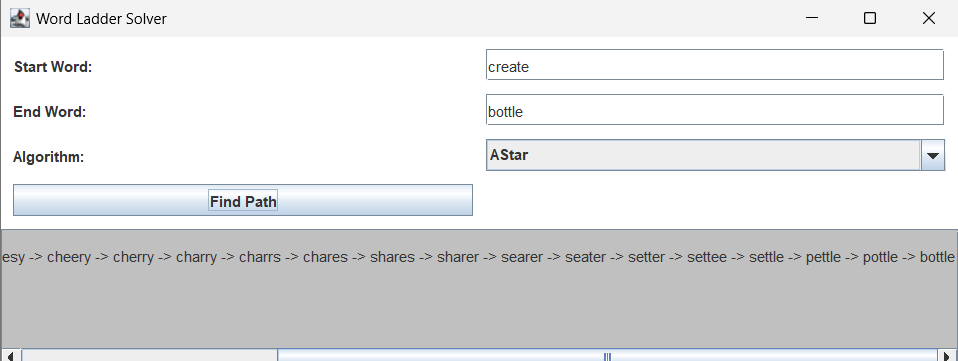 Word Ladder Solver
Start Word: create
End Word: bottle
Algorithm: AStar
Find Path
esy -> cheery -> cherry -> charry -> charrs -> chares -> shares -> sharer -> searer -> seater -> setter -> settee -> settle -> pettle -> pottle -> bottle